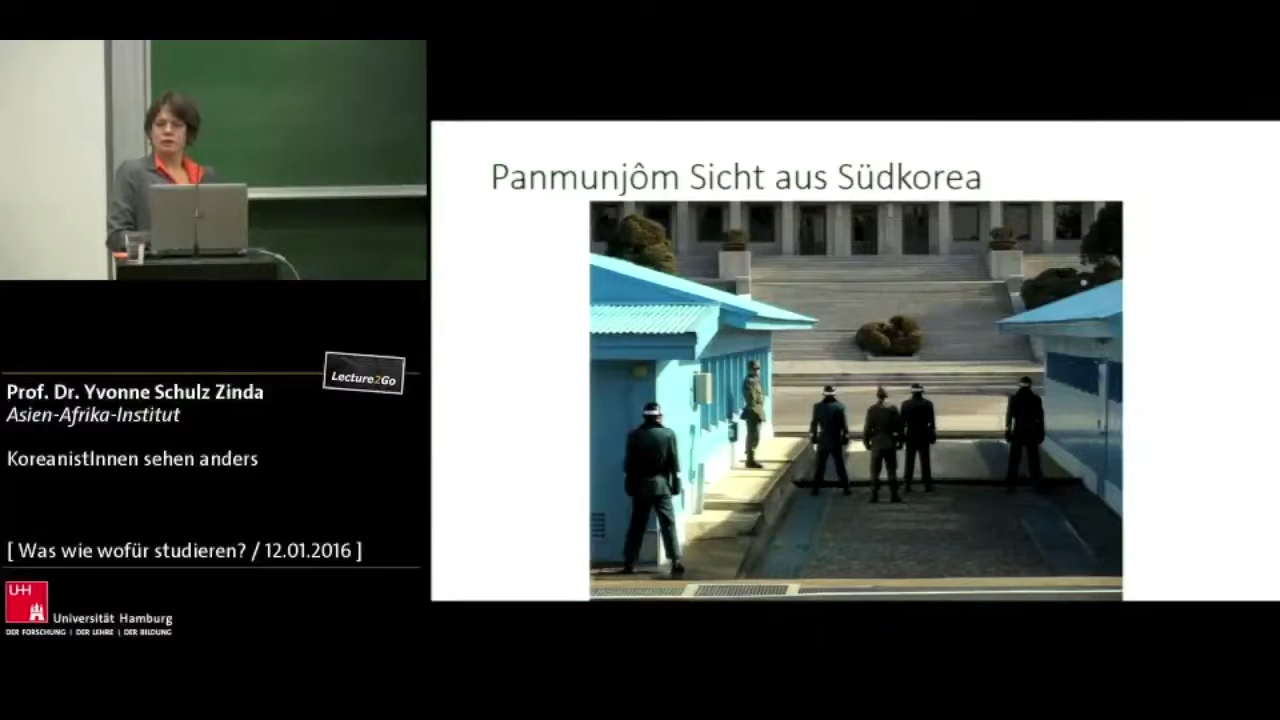 Panmunjôm Sicht aus Südkorea
Lecture2Go
Prof. Dr. Yvonne Schulz Zinda
Asien-Afrika-Institut
KoreanistInnen sehen anders
[ Was wie wofür studieren? / 12.01.2016 ]
UH
Universität Hamburg
DER FORSCHUNG | DER LEHRE | DER BILDUNG